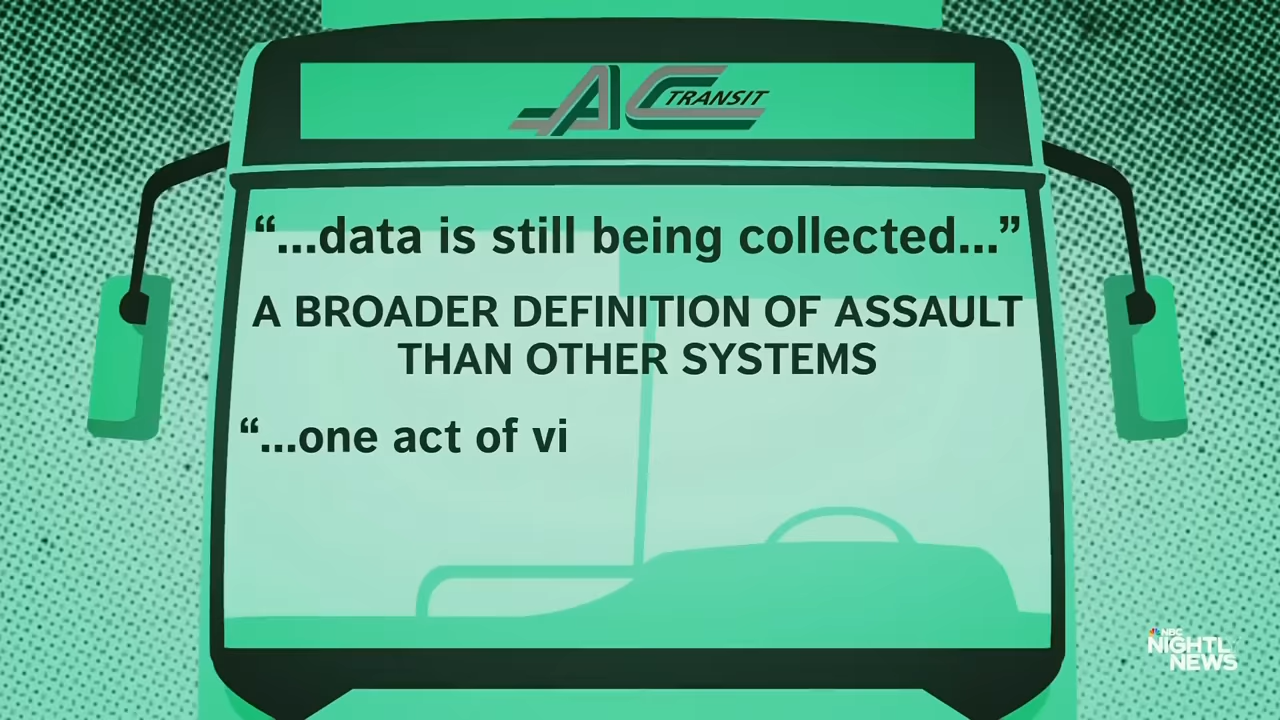 AC TRANSIT
“...data is still being collected...”
A BROADER DEFINITION OF ASSAULT
THAN OTHER SYSTEMS
“...one act of vi
NBC
NIGHTL
NEWS